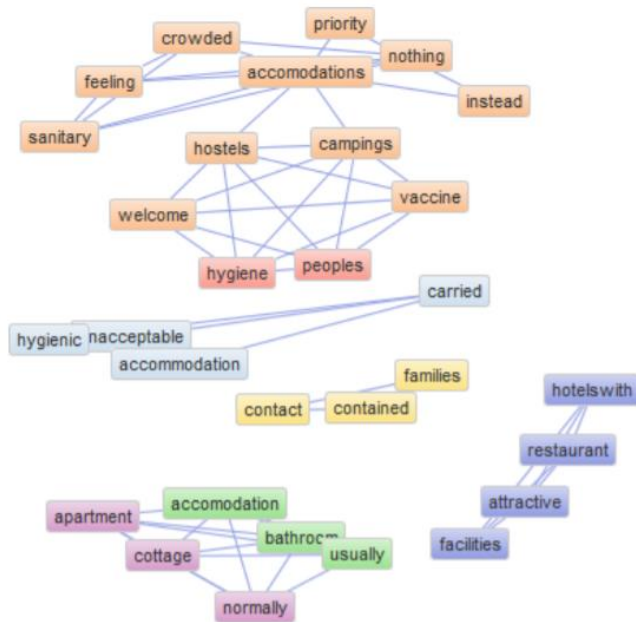 priority
crowded
nothing
accomodations
feeling
instead
sanitary
hostels
campings
vaccine
welcome
peoples
hygiene
carried
nacceptable
hygienic
accommodation
families
hotelswith
contact
contained
restaurant
accomodation
attractive
apartment
bathroom
facilities
cottage
usually
normally